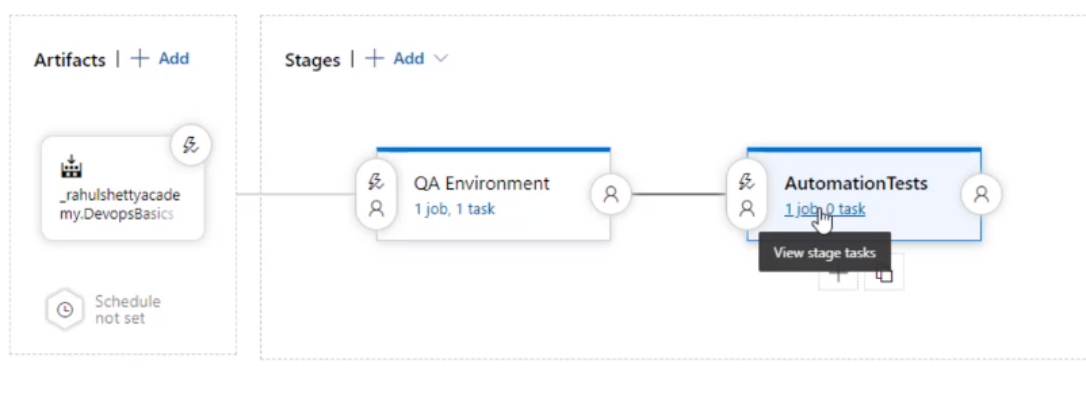 Artifacts | + Add
Stages | + Add
_rahulshettyacade
my.DevopsBasics
QA Environment
1 job, 1 task
AutomationTests
1 job, 0 task
View stage tasks
Schedule
not set